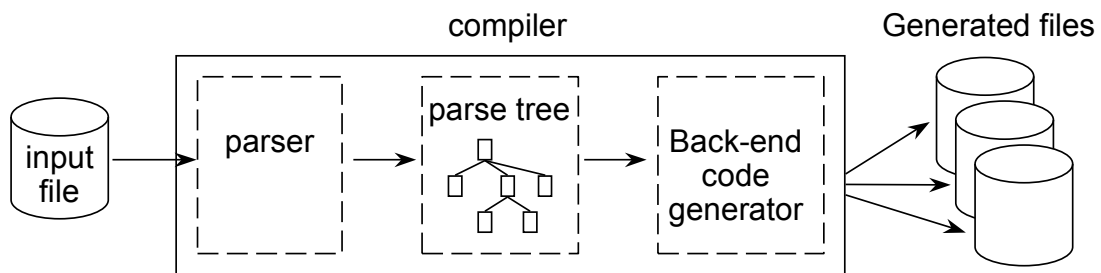 compiler
Generated files
input
file
parser
parse tree
Back-end
code
generator